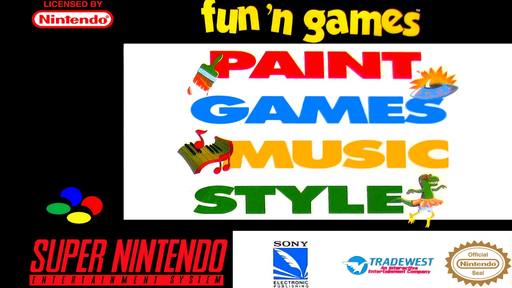 LICENSED BY
Nintendo
fun 'n games™
PAINT
GAMES
MUSIC
STYLE
SUPER NINTENDO
ENTERTAINMENT SYSTEM
SONY
ELECTRONIC
PUBLISHING
TRADEWEST
An Interactive
Entertainment Company
Official
Nintendo
Seal